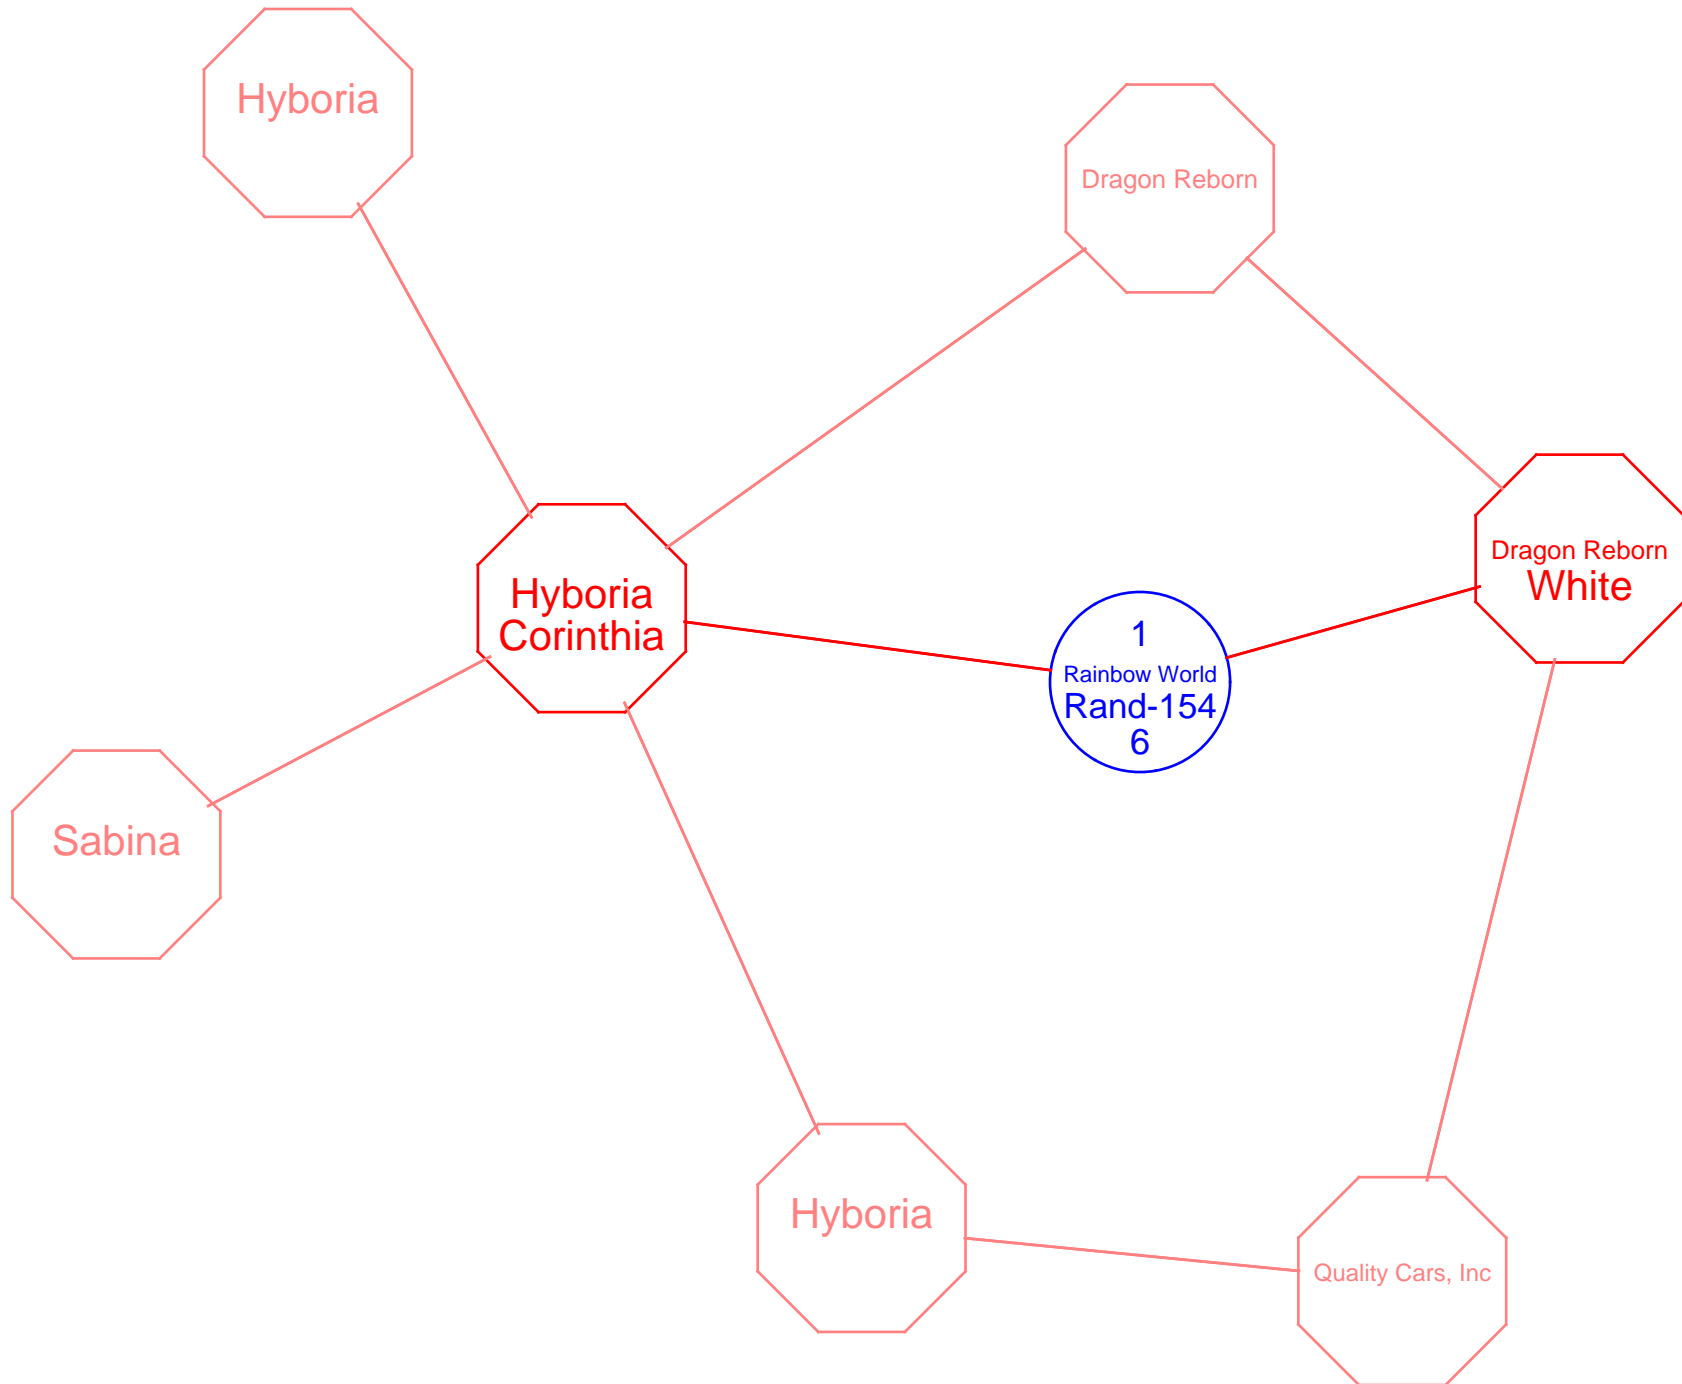 Hyboria
Dragon Reborn
Hyboria
Corinthia
Dragon Reborn
White
1
Rainbow World
Rand-154
6
Sabina
Hyboria
Quality Cars, Inc